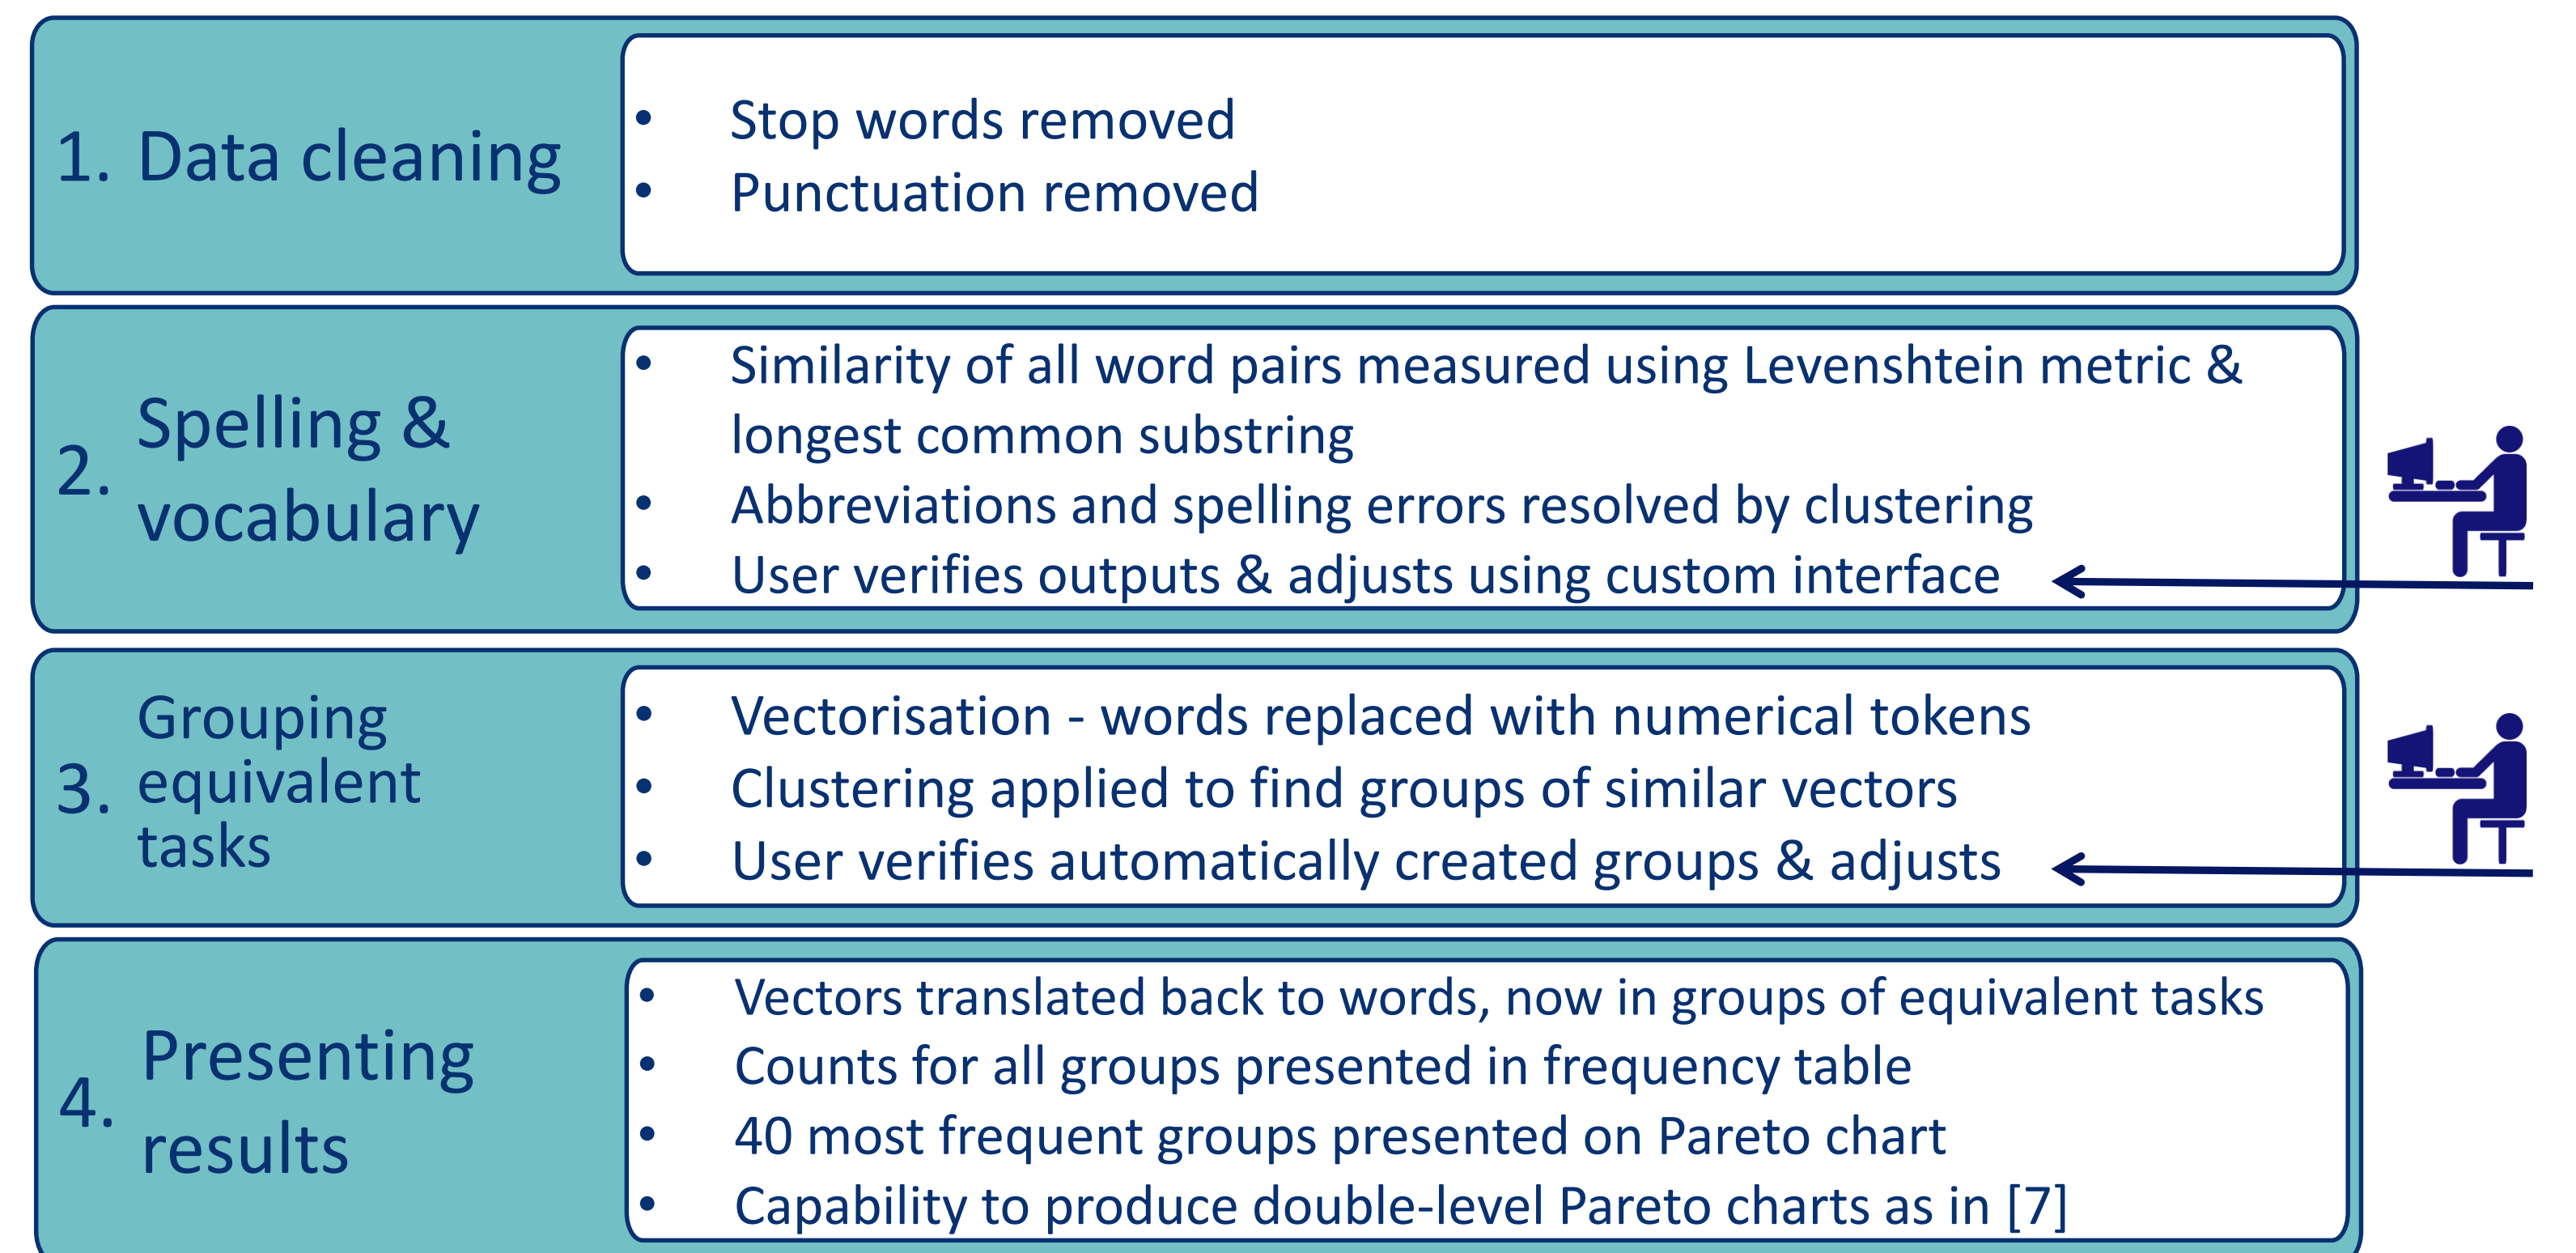 1. Data cleaning
• Stop words removed
• Punctuation removed
2. Spelling &
vocabulary
• Similarity of all word pairs measured using Levenshtein metric &
longest common substring
• Abbreviations and spelling errors resolved by clustering
• User verifies outputs & adjusts using custom interface
3. Grouping
equivalent
tasks
• Vectorisation - words replaced with numerical tokens
• Clustering applied to find groups of similar vectors
• User verifies automatically created groups & adjusts
4. Presenting
results
• Vectors translated back to words, now in groups of equivalent tasks
• Counts for all groups presented in frequency table
• 40 most frequent groups presented on Pareto chart
• Capability to produce double-level Pareto charts as in [7]